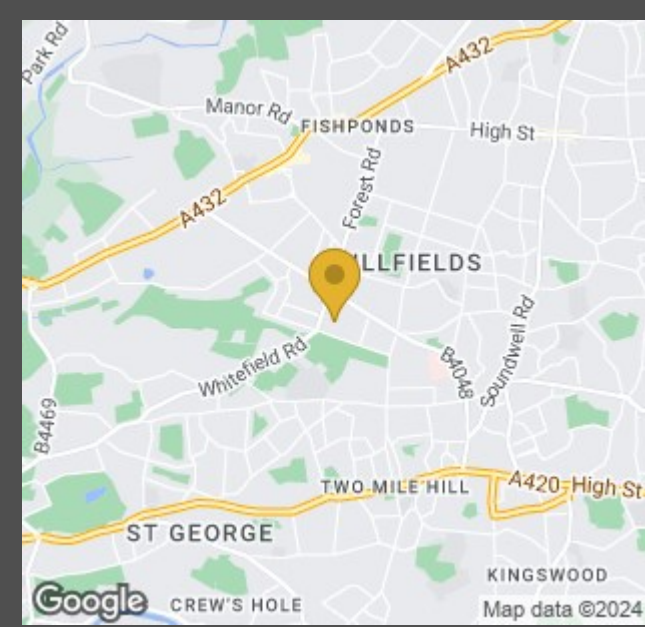 Park Rd
A432
Manor Rd
FISHPONDS
High St
Forest Rd
A432
ILLFIELDS
Whitefield Rd
B4048
Soundwell Rd
B4469
TWO MILE HILL
A420
High St
ST GEORGE
KINGSWOOD
Google
CREW'S HOLE
Map data ©2024